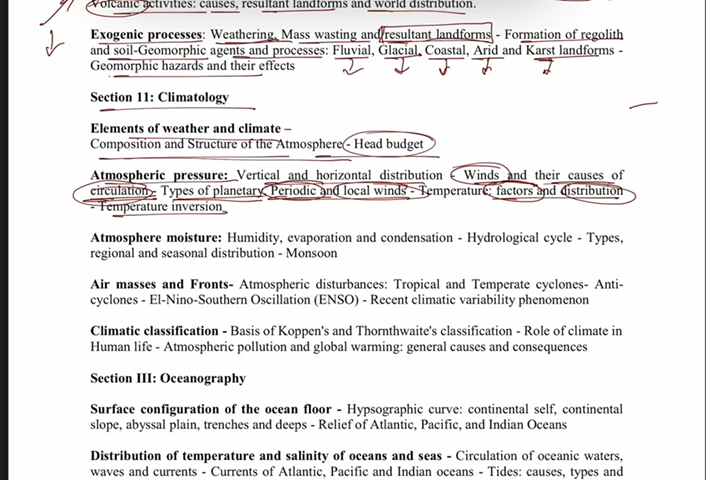 Volcanic activities: causes, resultant landforms and world distribution.
Exogenic processes: Weathering, Mass wasting and resultant landforms - Formation of regolith
and soil-Geomorphic agents and processes: Fluvial, Glacial, Coastal, Arid and Karst landforms -
Geomorphic hazards and their effects
Section 11: Climatology
Elements of weather and climate –
Composition and Structure of the Atmosphere - Head budget
Atmospheric pressure: Vertical and horizontal distribution - Winds and their causes of
circulation - Types of planetary, Periodic and local winds - Temperature: factors and distribution
- Temperature inversion
Atmosphere moisture: Humidity, evaporation and condensation - Hydrological cycle - Types,
regional and seasonal distribution - Monsoon
Air masses and Fronts- Atmospheric disturbances: Tropical and Temperate cyclones- Anti-
cyclones - El-Nino-Southern Oscillation (ENSO) - Recent climatic variability phenomenon
Climatic classification - Basis of Koppen's and Thornthwaite's classification - Role of climate in
Human life - Atmospheric pollution and global warming: general causes and consequences
Section III: Oceanography
Surface configuration of the ocean floor - Hypsographic curve: continental self, continental
slope, abyssal plain, trenches and deeps - Relief of Atlantic, Pacific, and Indian Oceans
Distribution of temperature and salinity of oceans and seas - Circulation of oceanic waters,
waves and currents - Currents of Atlantic, Pacific and Indian oceans - Tides: causes, types and